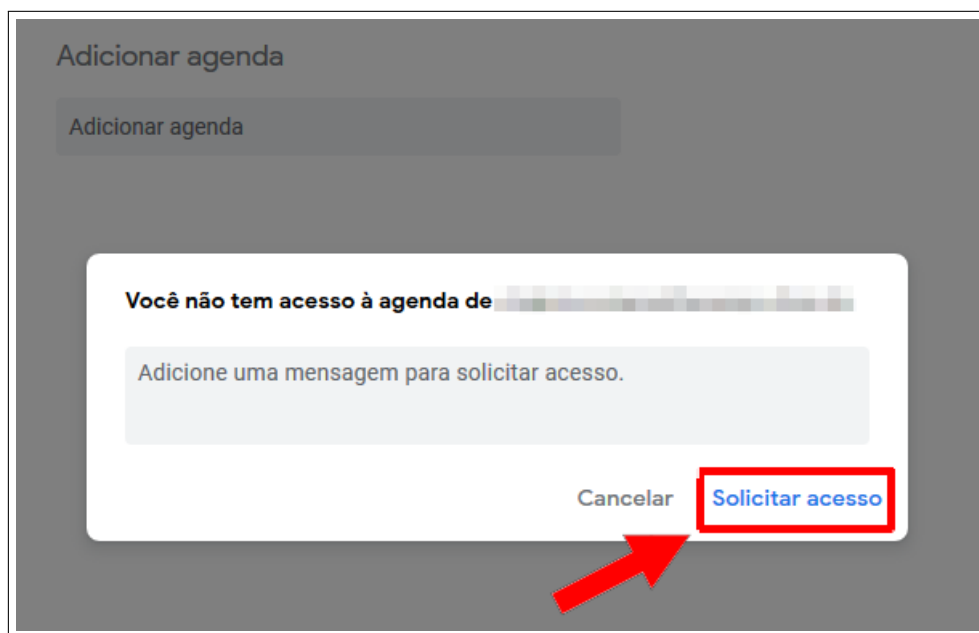 Adicionar agenda
Adicionar agenda
Você não tem acesso à agenda de
Adicione uma mensagem para solicitar acesso.
Cancelar
Solicitar acesso